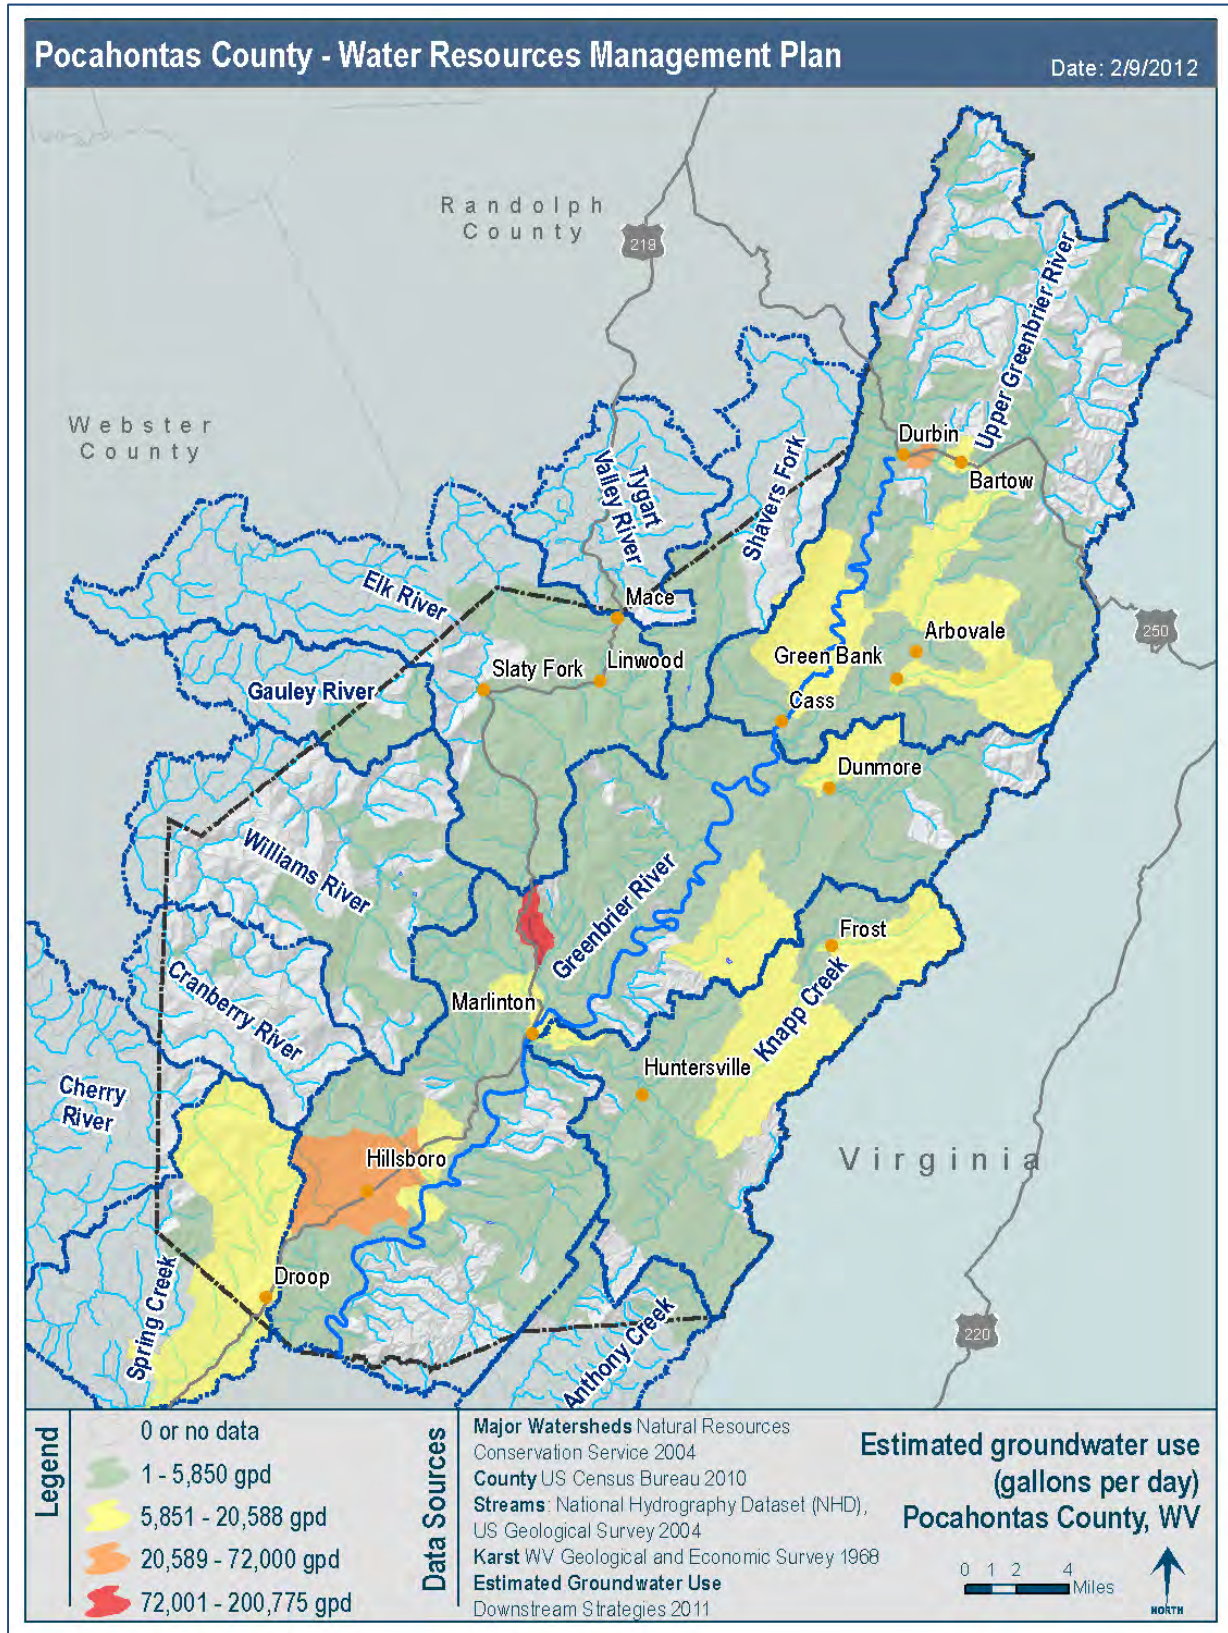 Pocahontas County - Water Resources Management Plan
Date: 2/9/2012
Randolph
County
219
Webster
County
Upper Greenbrier River
Durbin
Bartow
Tygart
Valley River
Shavers Fork
Elk River
Mace
250
Arbovale
Green Bank
Slaty Fork
Linwood
Gauley River
Cass
Dunmore
Williams River
Greenbrier River
Frost
Cranberry River
Marlinton
Knapp Creek
Huntersville
Cherry
River
Hillsboro
Virginia
Droop
Spring Creek
220
Anthony Creek
Legend
0 or no data
1 - 5,850 gpd
5,851 - 20,588 gpd
20,589 - 72,000 gpd
72,001 - 200,775 gpd
Data Sources
Major Watersheds Natural Resources
Conservation Service 2004
County US Census Bureau 2010
Streams: National Hydrography Dataset (NHD),
US Geological Survey 2004
Karst WV Geological and Economic Survey 1968
Estimated Groundwater Use
Downstream Strategies 2011
Estimated groundwater use
(gallons per day)
Pocahontas County, WV
0 1 2 4
Miles
NORTH